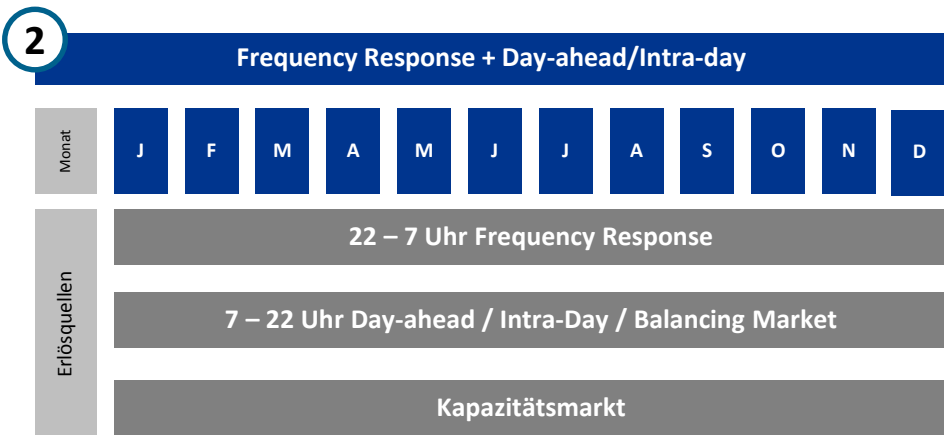 2
Frequency Response + Day-ahead/Intra-day
Monat
J F M A M J J A S O N D
Erlösquellen
22 – 7 Uhr Frequency Response
7 – 22 Uhr Day-ahead / Intra-Day / Balancing Market
Kapazitätsmarkt